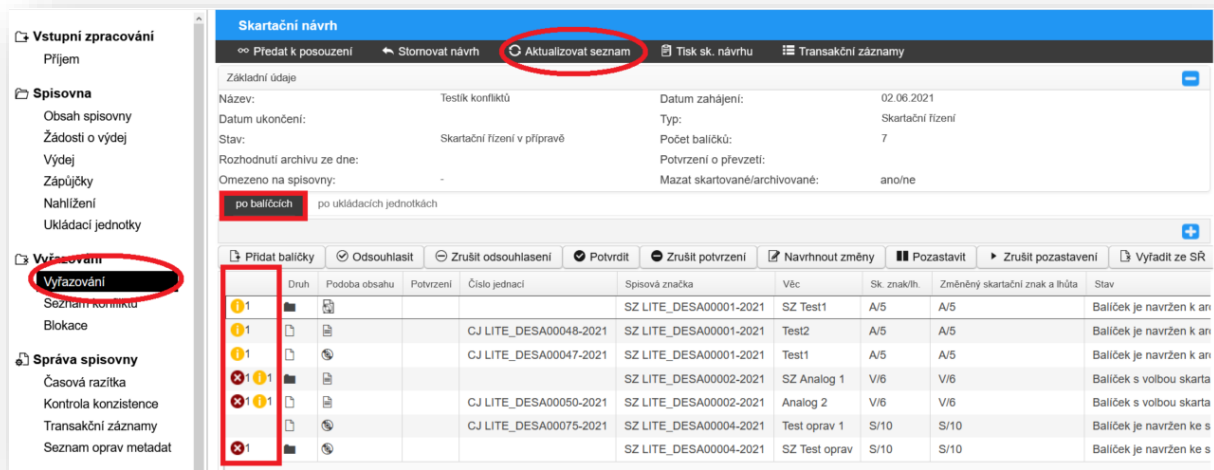 Vstupní zpracování
Příjem
Spisovna
Obsah spisovny
Žádosti o výdej
Výdej
Zápůjčky
Nahlížení
Ukládací jednotky
Vyřazování
Vyřazování
Seznam konfliktů
Blokace
Správa spisovny
Časová razítka
Kontrola konzistence
Transakční záznamy
Seznam oprav metadat
Skartační návrh
Předat k posouzení Stornovat návrh Aktualizovat seznam Tisk sk. návrhu Transakční záznamy
Základní údaje
Název: Testík konfliktů Datum zahájení: 02.06.2021
Datum ukončení: Typ: Skartační řízení
Stav: Skartační řízení v přípravě Počet balíčků: 7
Rozhodnutí archivu ze dne: Potvrzení o převzetí:
Omezeno na spisovny: - Mazat skartované/archivované: ano/ne
po balíčcích po ukládacích jednotkách
Přidat balíčky Odsouhlasit Zrušit odsouhlasení Potvrdit Zrušit potvrzení Navrhnout změny Pozastavit Zrušit pozastavení Vyřadit ze SŘ
Druh Podoba obsahu Potvrzení Číslo jednací Spisová značka Věc Sk. znak/lh. Změněný skartační znak a lhůta Stav
1 SZ LITE_DESA00001-2021 SZ Test1 A/5 A/5 Balíček je navržen k ar
1 CJ LITE_DESA00048-2021 SZ LITE_DESA00001-2021 Test2 A/5 A/5 Balíček je navržen k ar
1 CJ LITE_DESA00047-2021 SZ LITE_DESA00001-2021 Test1 A/5 A/5 Balíček je navržen k ar
1 1 SZ LITE_DESA00002-2021 SZ Analog 1 V/6 V/6 Balíček s volbou skarta
1 1 CJ LITE_DESA00050-2021 SZ LITE_DESA00002-2021 Analog 2 V/6 V/6 Balíček s volbou skarta
CJ LITE_DESA00075-2021 SZ LITE_DESA00004-2021 Test oprav 1 S/10 S/10 Balíček je navržen ke s
1 SZ LITE_DESA00004-2021 SZ Test oprav S/10 S/10 Balíček je navržen ke s